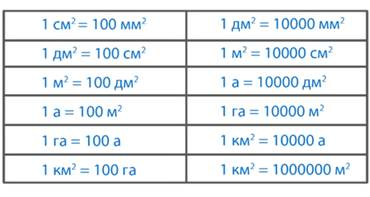 1 см² = 100 мм² 1 дм² = 10000 мм²
1 дм² = 100 см² 1 м² = 10000 см²
1 м² = 100 дм² 1 а = 10000 дм²
1 а = 100 м² 1 га = 10000 м²
1 га = 100 а 1 км² = 10000 а
1 км² = 100 га 1 км² = 1000000 м²